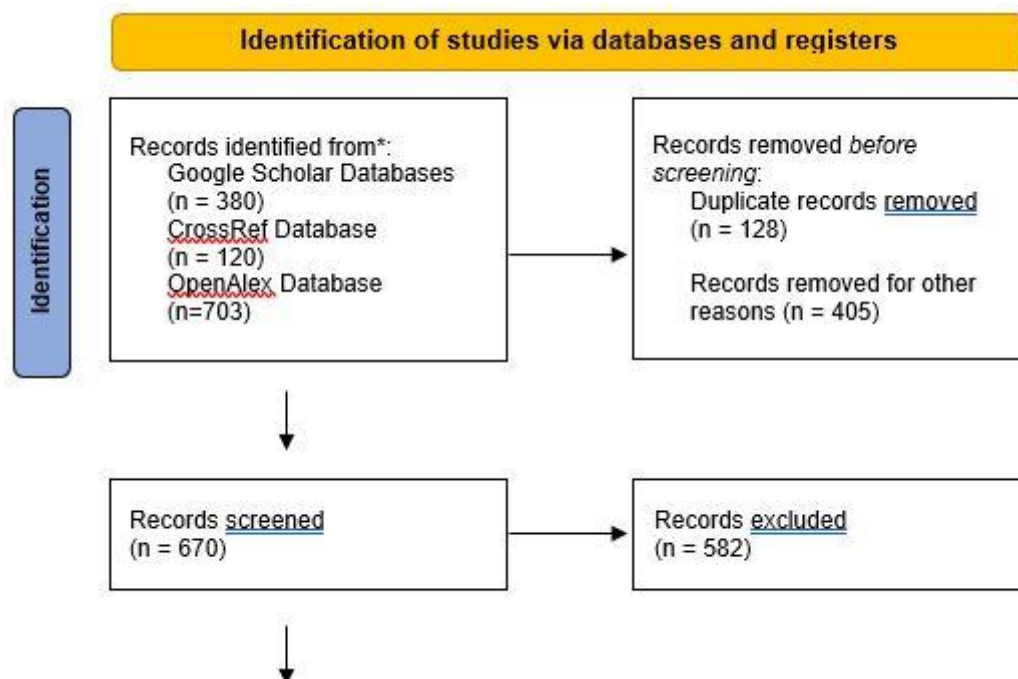 Identification of studies via databases and registers
Identification
Records identified from*:
Google Scholar Databases
(n = 380)
CrossRef Database
(n = 120)
OpenAlex Database
(n=703)
Records removed before
screening:
Duplicate records removed
(n = 128)
Records removed for other
reasons (n = 405)
Records screened
(n = 670)
Records excluded
(n = 582)